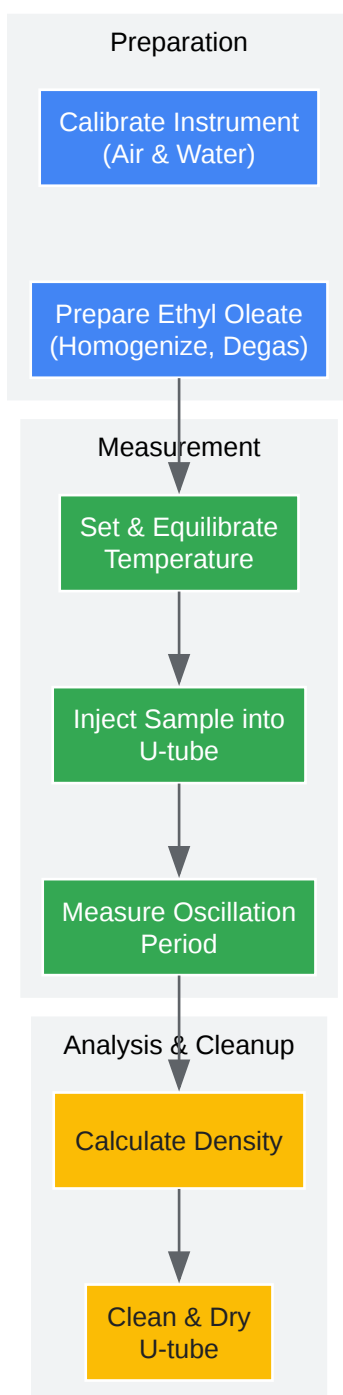 Preparation
Calibrate Instrument
(Air & Water)
Prepare Ethyl Oleate
(Homogenize, Degas)
Measurement
Set & Equilibrate
Temperature
Inject Sample into
U-tube
Measure Oscillation
Period
Analysis & Cleanup
Calculate Density
Clean & Dry
U-tube